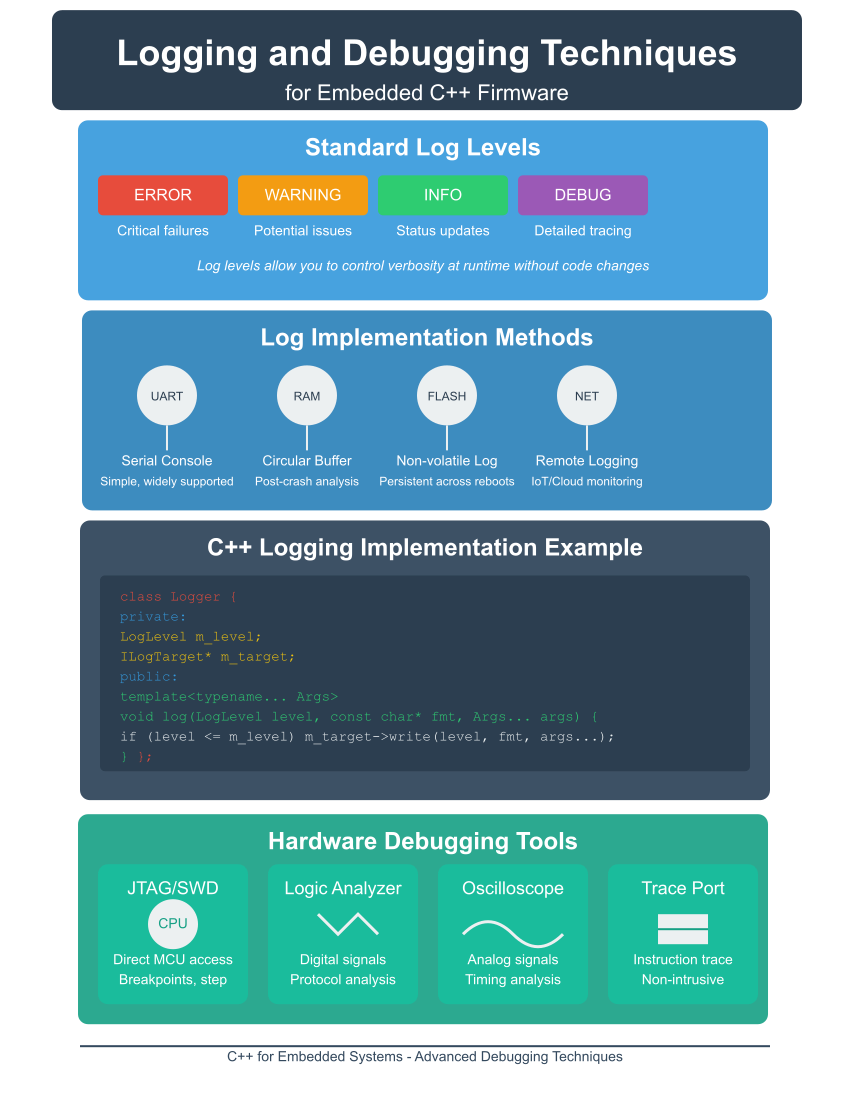 Logging and Debugging Techniques
for Embedded C++ Firmware
Standard Log Levels
ERROR WARNING INFO DEBUG
Critical failures Potential issues Status updates Detailed tracing
Log levels allow you to control verbosity at runtime without code changes
Log Implementation Methods
UART RAM FLASH NET
Serial Console Circular Buffer Non-volatile Log Remote Logging
Simple, widely supported Post-crash analysis Persistent across reboots IoT/Cloud monitoring
C++ Logging Implementation Example
class Logger {
private:
LogLevel m_level;
ILogTarget* m_target;
public:
template<typename... Args>
void log(LogLevel level, const char* fmt, Args... args) {
if (level <= m_level) m_target->write(level, fmt, args...);
} };
Hardware Debugging Tools
JTAG/SWD Logic Analyzer Oscilloscope Trace Port
CPU
Direct MCU access Digital signals Analog signals Instruction trace
Breakpoints, step Protocol analysis Timing analysis Non-intrusive
C++ for Embedded Systems - Advanced Debugging Techniques